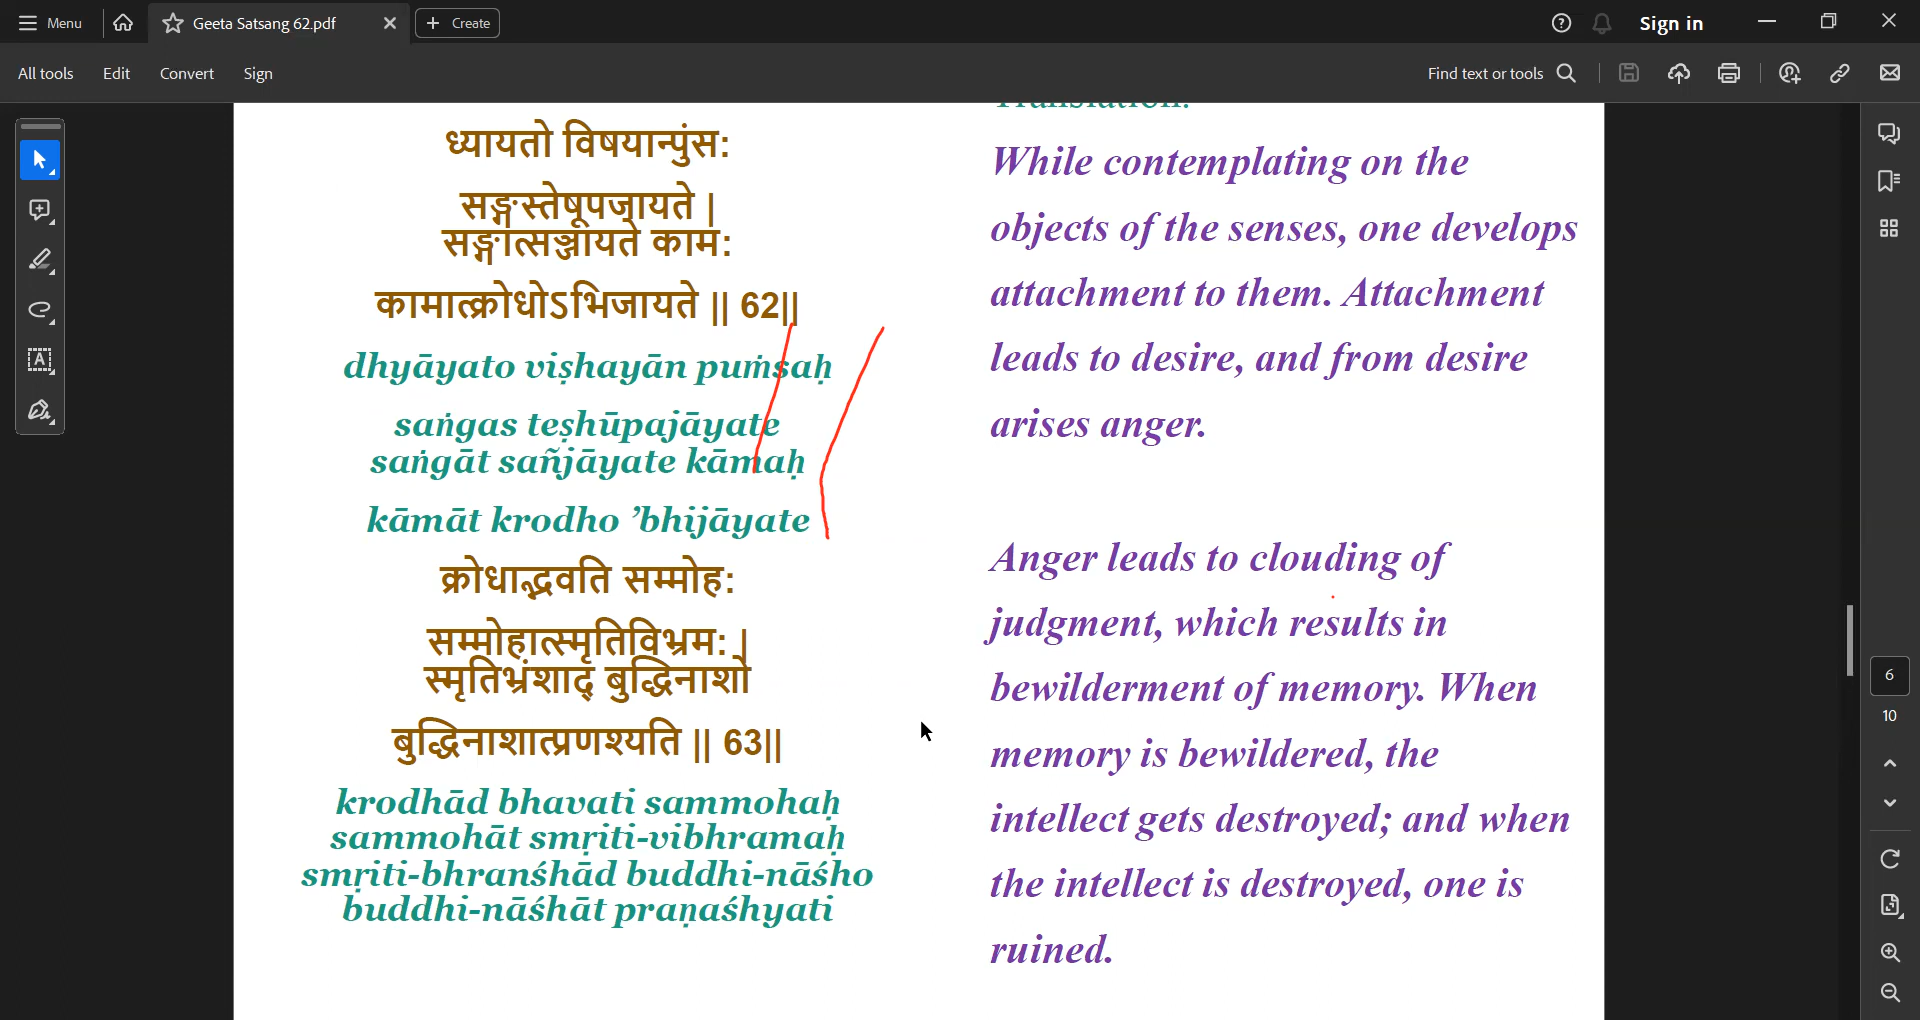 Menu
Geeta Satsang 62.pdf
Create
Sign in
All tools
Edit
Convert
Sign
Find text or tools
ध्यायतो विषयान्पुंस:
सङ्गस्तेषूपजायते |
सङ्गात्सञ्जायते काम:
कामात्क्रोधोऽभिजायते || 62||
dhyāyato viṣhayān puṁsaḥ
saṅgas teṣhūpajāyate
saṅgāt sañjāyate kāmaḥ
kāmāt krodho ’bhijāyate
क्रोधाद्भवति सम्मोह:
सम्मोहात्स्मृतिविभ्रम: |
स्मृतिभ्रंशाद् बुद्धिनाशो
बुद्धिनाशात्प्रणश्यति || 63||
krodhād bhavati sammohaḥ
sammohāt smṛiti-vibhramaḥ
smṛiti-bhranśhād buddhi-nāśho
buddhi-nāśhāt praṇaśhyati
Translation:
While contemplating on the
objects of the senses, one develops
attachment to them. Attachment
leads to desire, and from desire
arises anger.
Anger leads to clouding of
judgment, which results in
bewilderment of memory. When
memory is bewildered, the
intellect gets destroyed; and when
the intellect is destroyed, one is
ruined.
6
10